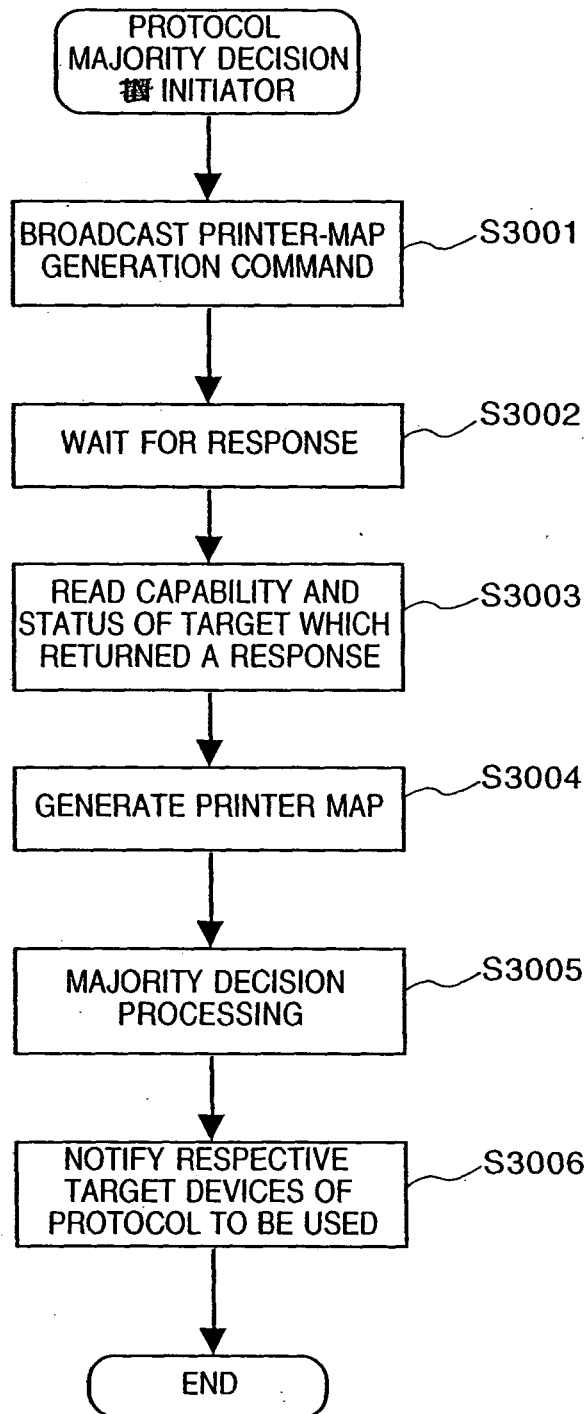 PROTOCOL
MAJORITY DECISION
INITIATOR
BROADCAST PRINTER-MAP
GENERATION COMMAND
S3001
WAIT FOR RESPONSE
S3002
READ CAPABILITY AND
STATUS OF TARGET WHICH
RETURNED A RESPONSE
S3003
GENERATE PRINTER MAP
S3004
MAJORITY DECISION
PROCESSING
S3005
NOTIFY RESPECTIVE
TARGET DEVICES OF
PROTOCOL TO BE USED
S3006
END